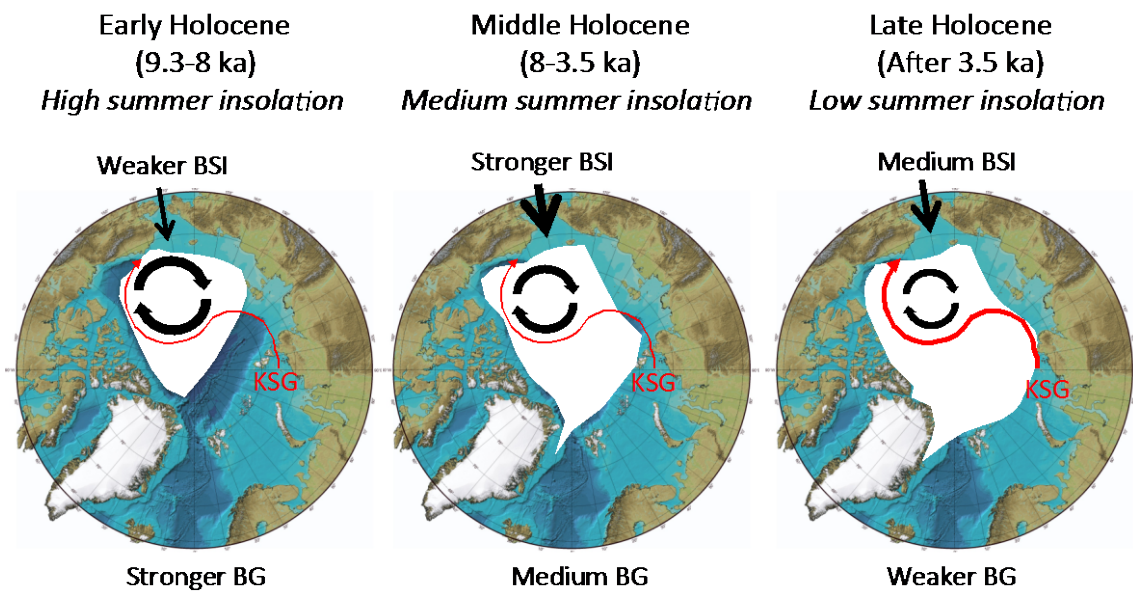 Early Holocene
(9.3-8 ka)
High summer insolation
Middle Holocene
(8-3.5 ka)
Medium summer insolation
Late Holocene
(After 3.5 ka)
Low summer insolation
Weaker BSI
Stronger BSI
Medium BSI
KSG
KSG
KSG
Stronger BG
Medium BG
Weaker BG